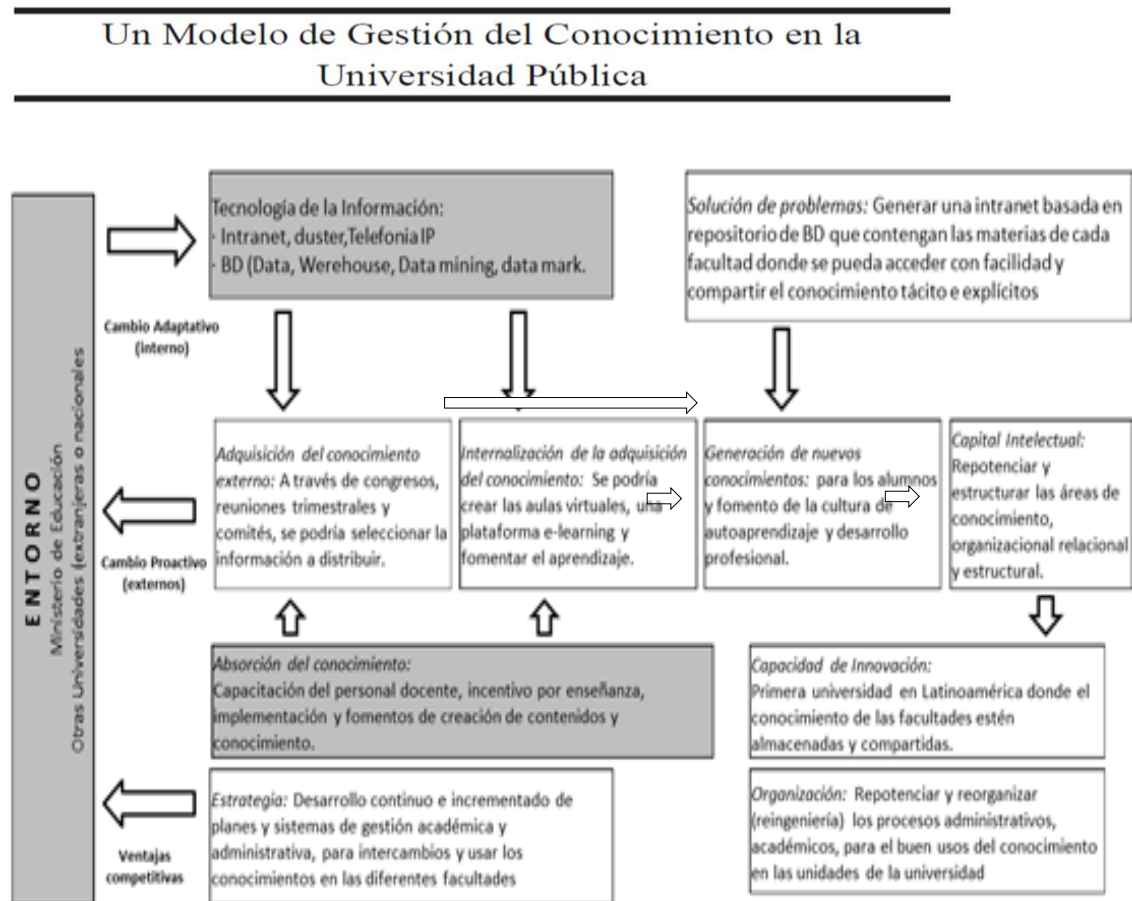 Un Modelo de Gestión del Conocimiento en la
Universidad Pública
ENTORNO
Ministerio de Educación
Otras Universidades (extranjeras o nacionales
Tecnología de la Información:
· Intranet, duster,Telefonia IP
· BD (Data, Werehouse, Data mining, data mark.
Solución de problemas: Generar una intranet basada en
repositorio de BD que contengan las materias de cada
facultad donde se pueda acceder con facilidad y
compartir el conocimiento tácito e explícitos
Cambio Adaptativo
(interno)
Adquisición del conocimiento
externo: A través de congresos,
reuniones trimestrales y
comités, se podría seleccionar la
información a distribuir.
Internalización de la adquisición
del conocimiento: Se podría
crear las aulas virtuales, una
plataforma e-learning y
fomentar el aprendizaje.
Generación de nuevos
conocimientos: para los alumnos
y fomento de la cultura de
autoaprendizaje y desarrollo
profesional.
Capital Intelectual:
Repotenciar y
estructurar las áreas de
conocimiento,
organizacional relacional
y estructural.
Cambio Proactivo
(externos)
Absorción del conocimiento:
Capacitación del personal docente, incentivo por enseñanza,
implementación y fomentos de creación de contenidos y
conocimiento.
Capacidad de Innovación:
Primera universidad en Latinoamérica donde el
conocimiento de las facultades estén
almacenadas y compartidas.
Estrategia: Desarrollo continuo e incrementado de
planes y sistemas de gestión académica y
administrativa, para intercambios y usar los
conocimientos en las diferentes facultades
Organización: Repotenciar y reorganizar
(reingeniería) los procesos administrativos,
académicos, para el buen usos del conocimiento
en las unidades de la universidad
Ventajas
competitivas